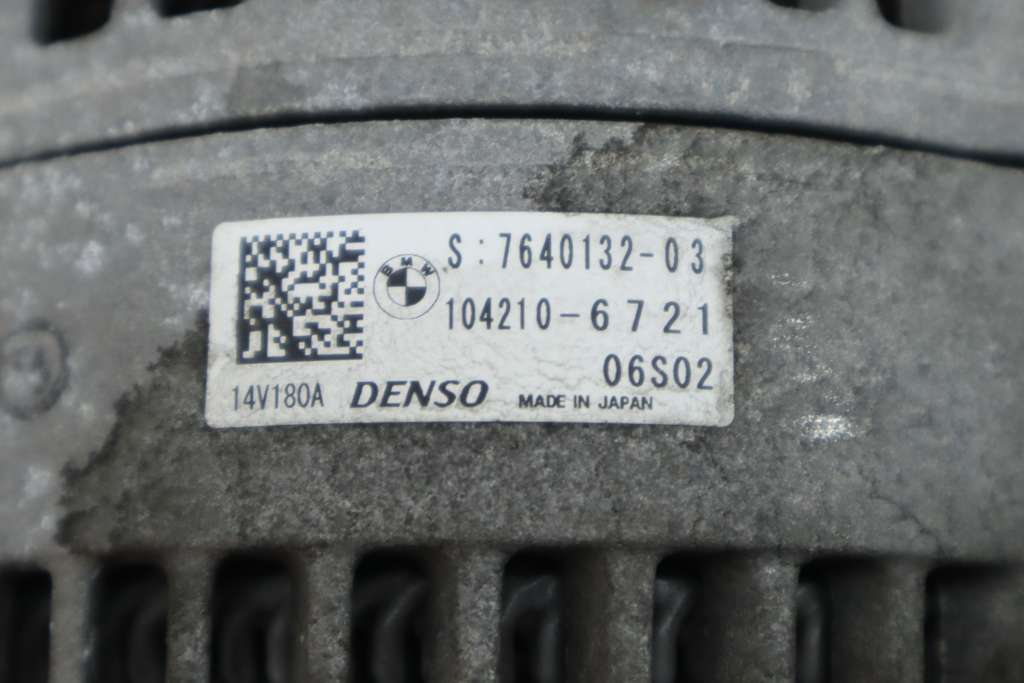 BMW
S:7640132-03
104210-6721
06S02
14V180A DENSO MADE IN JAPAN